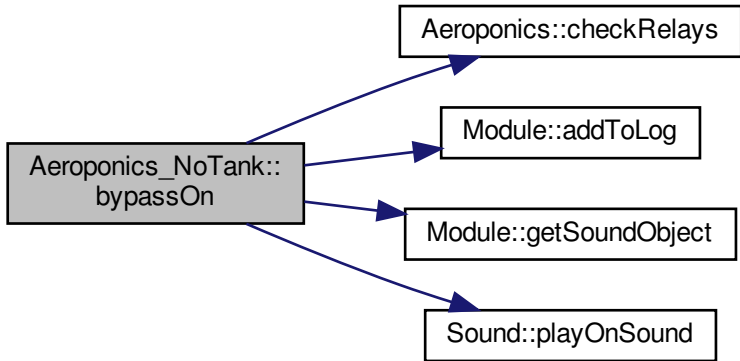 Aeroponics::checkRelays
Module::addToLog
Aeroponics_NoTank::
bypassOn
Module::getSoundObject
Sound::playOnSound